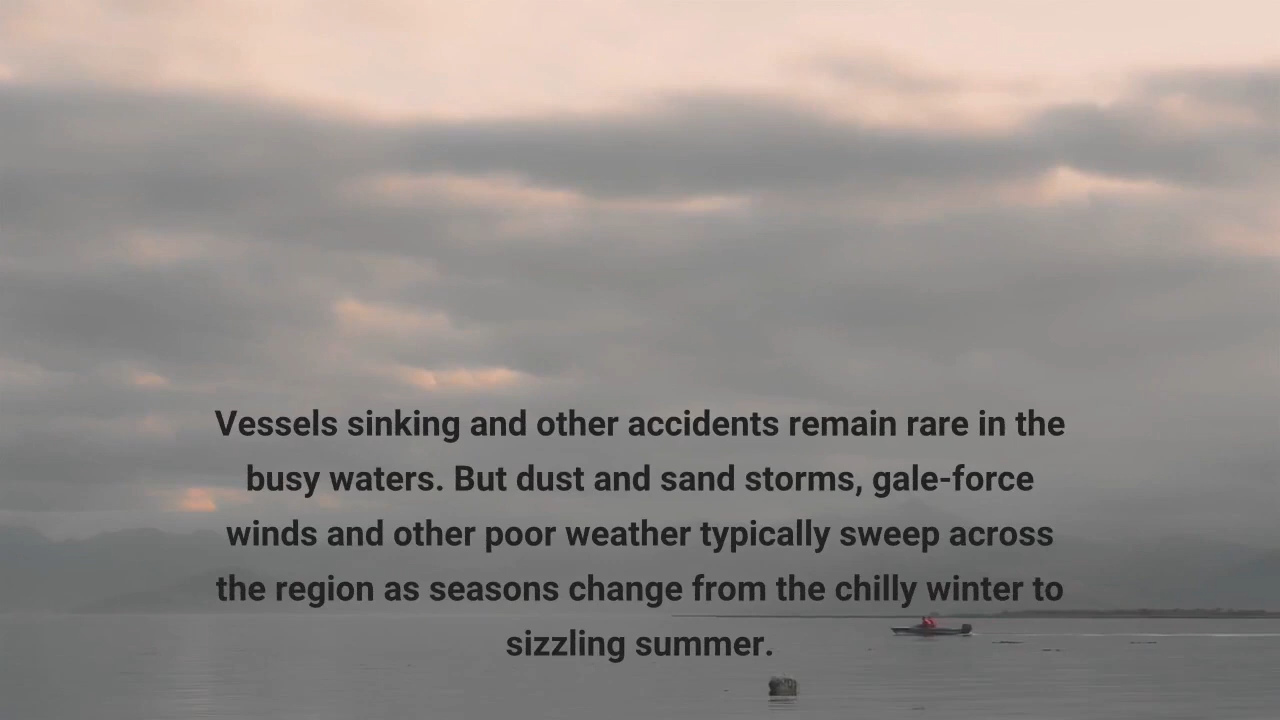 Vessels sinking and other accidents remain rare in the
busy waters. But dust and sand storms, gale-force
winds and other poor weather typically sweep across
the region as seasons change from the chilly winter to
sizzling summer.